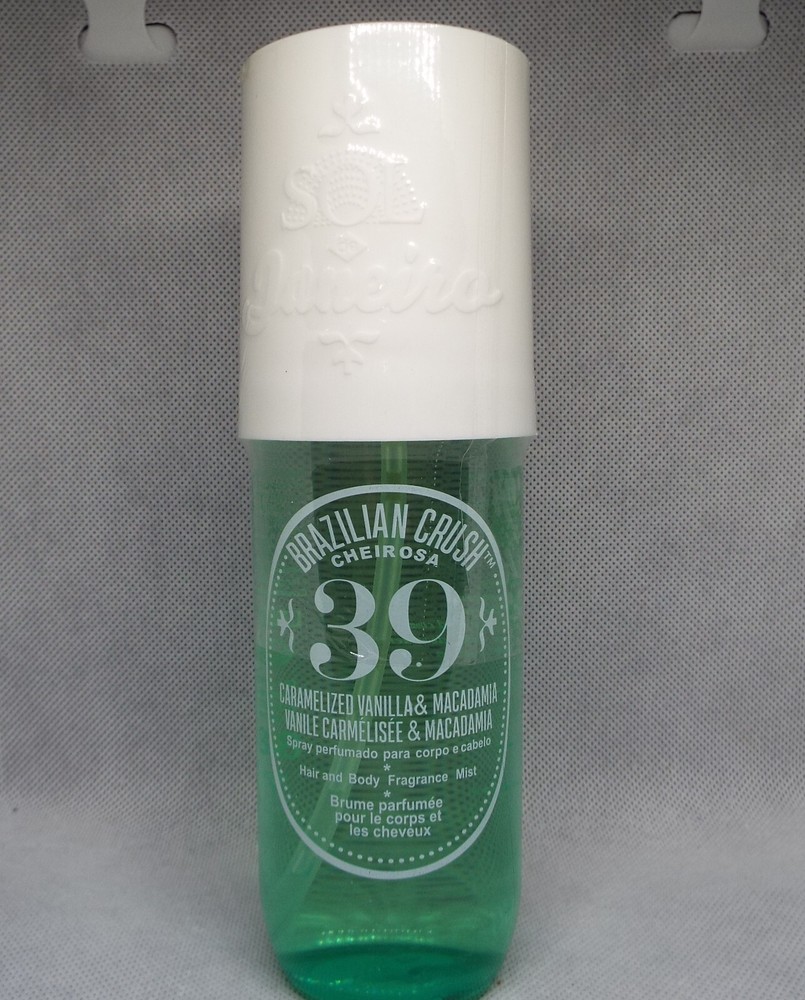 SOL
Janeiro
BRAZILIAN CRUSH™
CHEIROSA
39
CARAMELIZED VANILLA & MACADAMIA
VANILE CARMÉLISÉE & MACADAMIA
Spray perfumado para corpo e cabelo
*
Hair and Body Fragrance Mist
*
Brume parfumée
pour le corps et
les cheveux